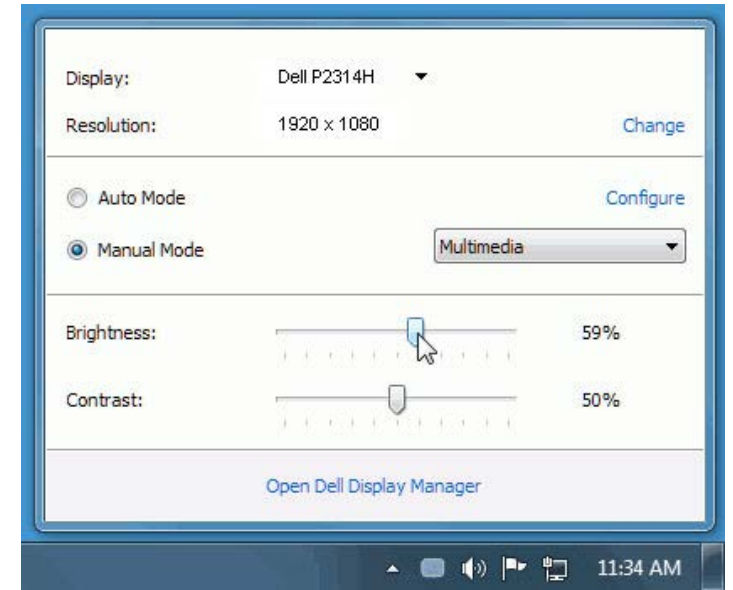 Display: Dell P2314H
Resolution: 1920 x 1080 Change
Auto Mode Configure
Manual Mode Multimedia
Brightness: 59%
Contrast: 50%
Open Dell Display Manager
11:34 AM